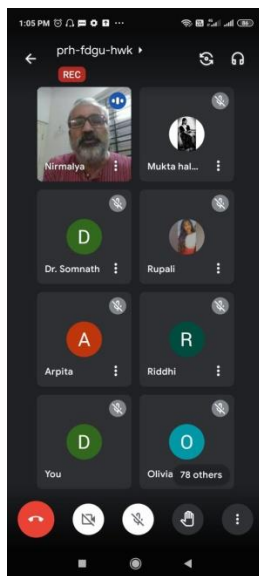 1:05 PM
prh-fdgu-hwk
REC
Nirmalya
Mukta hal...
D
Dr. Somnath
Rupali
A
Arpita
R
Riddhi
D
You
O
Olivia 78 others